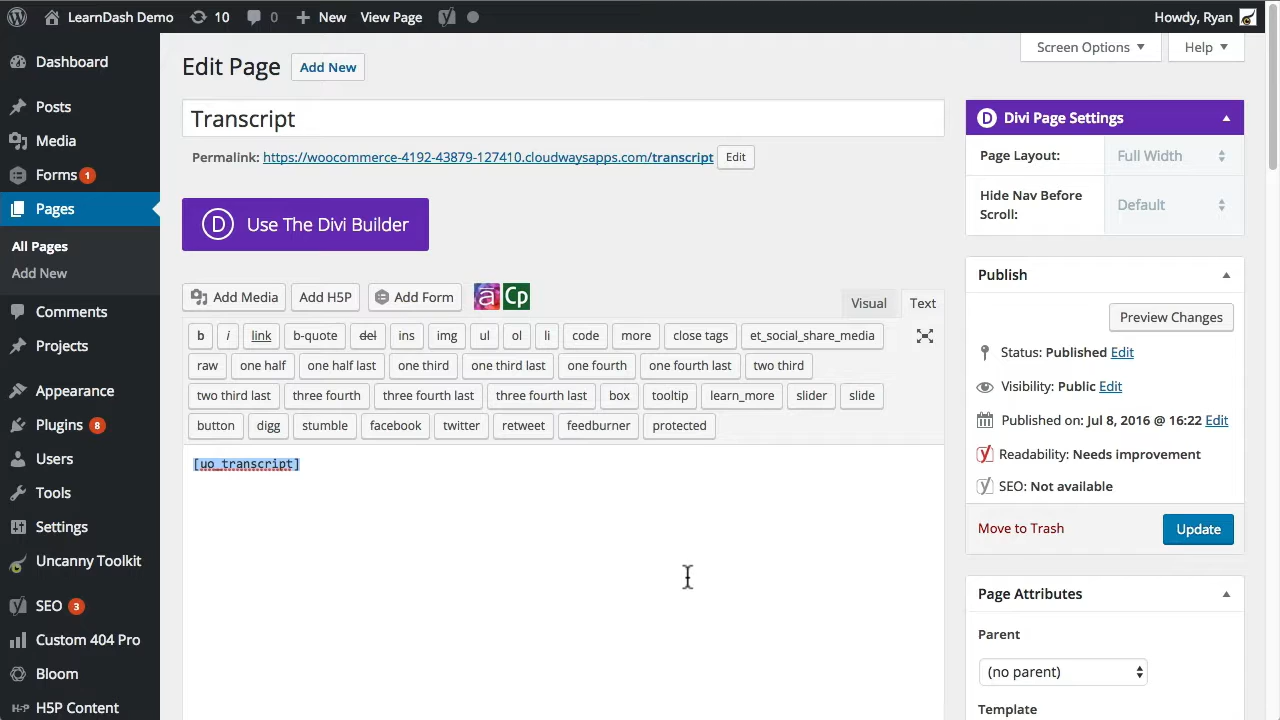 LearnDash Demo 10 0 New View Page Howdy, Ryan
Dashboard
Posts
Media
Forms 1
Pages
All Pages
Add New
Comments
Projects
Appearance
Plugins 8
Users
Tools
Settings
Uncanny Toolkit
SEO 3
Custom 404 Pro
Bloom
H-P H5P Content
Screen Options Help
Edit Page Add New
Transcript
Permalink: https://woocommerce-4192-43879-127410.cloudwaysapps.com/transcript Edit
D Use The Divi Builder
Add Media Add H5P Add Form a Cp
Visual Text
b i link b-quote del ins img ul ol li code more close tags et_social_share_media
raw one half one half last one third one third last one fourth one fourth last two third
two third last three fourth three fourth last three fourth last box tooltip learn_more slider slide
button digg stumble facebook twitter retweet feedburner protected
[uo_transcript]
D Divi Page Settings
Page Layout: Full Width
Hide Nav Before
Scroll:
Default
Publish
Preview Changes
Status: Published Edit
Visibility: Public Edit
Published on: Jul 8, 2016 @ 16:22 Edit
Readability: Needs improvement
SEO: Not available
Move to Trash Update
Page Attributes
Parent
(no parent)
Template